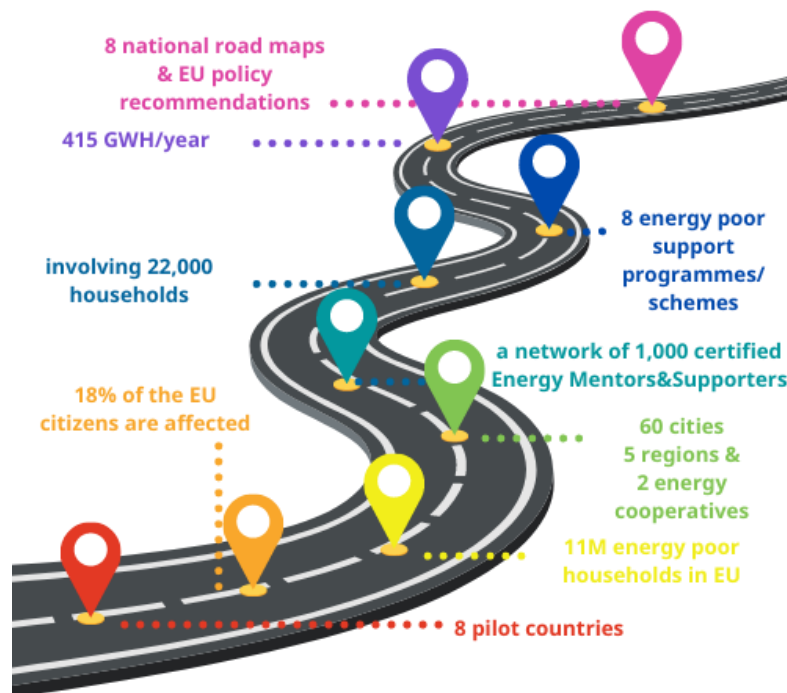 8 national road maps
& EU policy
recommendations
415 GWH/year
8 energy poor
support
programmes/
schemes
involving 22,000
households
a network of 1,000 certified
Energy Mentors&Supporters
18% of the EU
citizens are affected
60 cities
5 regions &
2 energy
cooperatives
11M energy poor
households in EU
8 pilot countries